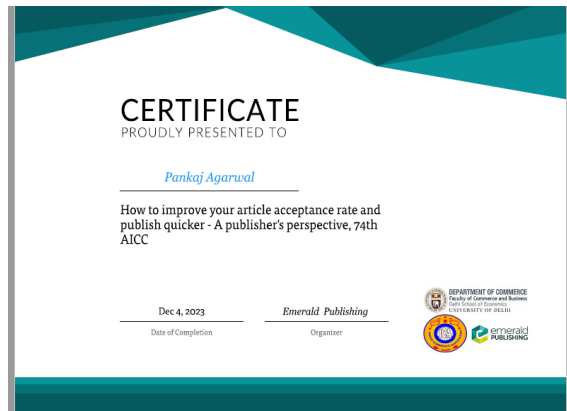 CERTIFICATE
PROUDLY PRESENTED TO
Pankaj Agarwal
How to improve your article acceptance rate and
publish quicker - A publisher's perspective, 74th
AICC
Dec 4, 2023
Emerald Publishing
Date of Completion
Organizer
DEPARTMENT OF COMMERCE
Faculty of Commerce and Business
Delhi School of Economics
UNIVERSITY OF DELHI
emerald
PUBLISHING